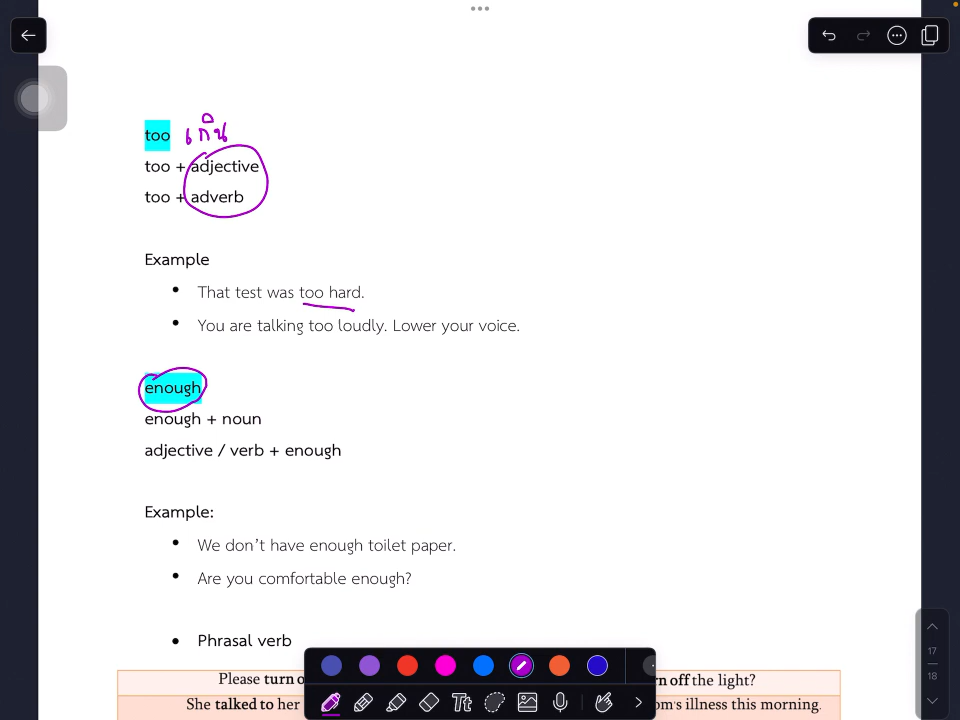 too เกิน
too + adjective
too + adverb
Example
• That test was too hard.
• You are talking too loudly. Lower your voice.
enough
enough + noun
adjective / verb + enough
Example:
• We don't have enough toilet paper.
• Are you comfortable enough?
• Phrasal verb
Please turn o rn off the light?
She talked to her om's illness this morning.
Tt
17
18